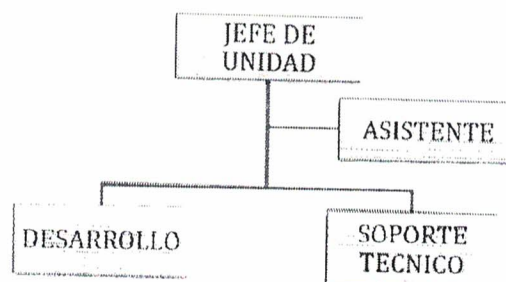 JEFE DE
UNIDAD
ASISTENTE
DESARROLLO
SOPORTE
TECNICO